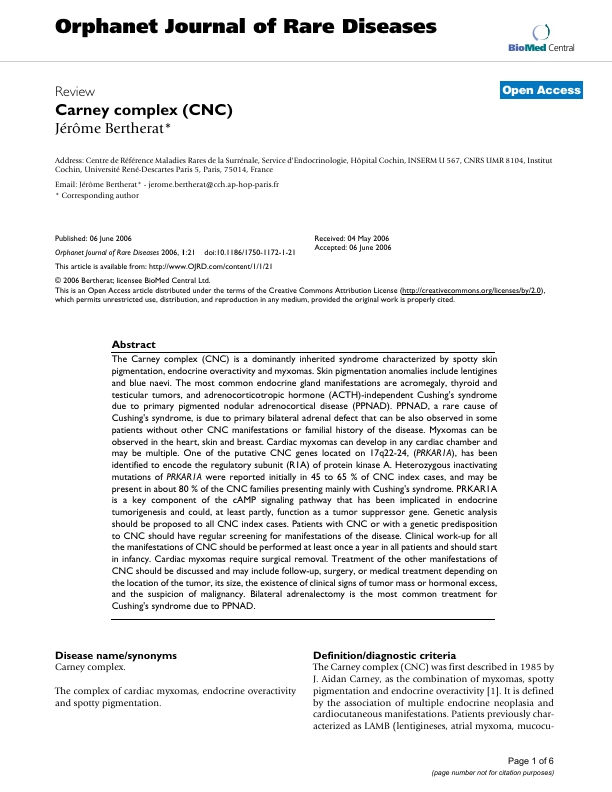 Orphanet Journal of Rare Diseases
BioMed Central
Open Access
Review
Carney complex (CNC)
Jérôme Bertherat*
Address: Centre de Référence Maladies Rares de la Surrénale, Service d'Endocrinologie, Hôpital Cochin, INSERM U 567, CNRS UMR 8104, Institut
Cochin, Université René-Descartes Paris 5, Paris, 75014, France
Email: Jérôme Bertherat* - jerome.bertherat@cch.ap-hop-paris.fr
* Corresponding author
Published: 06 June 2006
Orphanet Journal of Rare Diseases 2006, 1:21 doi:10.1186/1750-1172-1-21
This article is available from: http://www.OJRD.com/content/1/1/21
Received: 04 May 2006
Accepted: 06 June 2006
© 2006 Bertherat; licensee BioMed Central Ltd.
This is an Open Access article distributed under the terms of the Creative Commons Attribution License (http://creativecommons.org/licenses/by/2.0),
which permits unrestricted use, distribution, and reproduction in any medium, provided the original work is properly cited.
Abstract
The Carney complex (CNC) is a dominantly inherited syndrome characterized by spotty skin
pigmentation, endocrine overactivity and myxomas. Skin pigmentation anomalies include lentigines
and blue naevi. The most common endocrine gland manifestations are acromegaly, thyroid and
testicular tumors, and adrenocorticotropic hormone (ACTH)-independent Cushing's syndrome
due to primary pigmented nodular adrenocortical disease (PPNAD). PPNAD, a rare cause of
Cushing's syndrome, is due to primary bilateral adrenal defect that can be also observed in some
patients without other CNC manifestations or familial history of the disease. Myxomas can be
observed in the heart, skin and breast. Cardiac myxomas can develop in any cardiac chamber and
may be multiple. One of the putative CNC genes located on 17q22-24, (PRKAR1A), has been
identified to encode the regulatory subunit (R1A) of protein kinase A. Heterozygous inactivating
mutations of PRKAR1A were reported initially in 45 to 65 % of CNC index cases, and may be
present in about 80 % of the CNC families presenting mainly with Cushing's syndrome. PRKAR1A
is a key component of the cAMP signaling pathway that has been implicated in endocrine
tumorigenesis and could, at least partly, function as a tumor suppressor gene. Genetic analysis
should be proposed to all CNC index cases. Patients with CNC or with a genetic predisposition
to CNC should have regular screening for manifestations of the disease. Clinical work-up for all
the manifestations of CNC should be performed at least once a year in all patients and should start
in infancy. Cardiac myxomas require surgical removal. Treatment of the other manifestations of
CNC should be discussed and may include follow-up, surgery, or medical treatment depending on
the location of the tumor, its size, the existence of clinical signs of tumor mass or hormonal excess,
and the suspicion of malignancy. Bilateral adrenalectomy is the most common treatment for
Cushing's syndrome due to PPNAD.
Disease name/synonyms
Carney complex.
The complex of cardiac myxomas, endocrine overactivity
and spotty pigmentation.
Definition/diagnostic criteria
The Carney complex (CNC) was first described in 1985 by
J. Aidan Carney, as the combination of myxomas, spotty
pigmentation and endocrine overactivity [1]. It is defined
by the association of multiple endocrine neoplasia and
cardiocutaneous manifestations. Patients previously char-
acterized as LAMB (lentigineses, atrial myxoma, mucocu-
Page 1 of 6
(page number not for citation purposes)